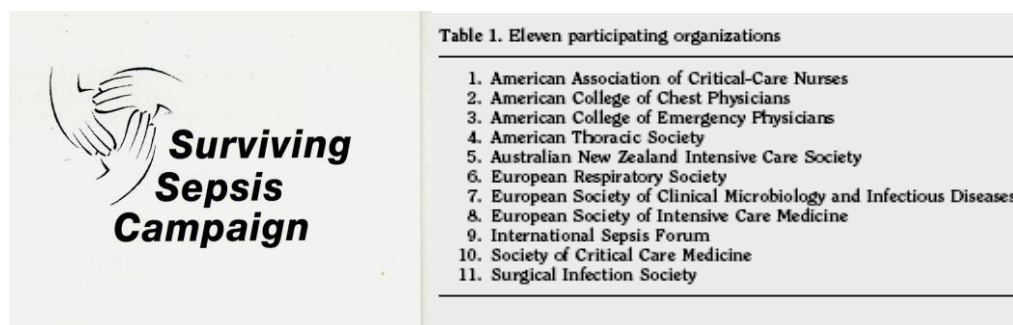 Surviving
Sepsis
Campaign
Table 1. Eleven participating organizations
1. American Association of Critical-Care Nurses
2. American College of Chest Physicians
3. American College of Emergency Physicians
4. American Thoracic Society
5. Australian New Zealand Intensive Care Society
6. European Respiratory Society
7. European Society of Clinical Microbiology and Infectious Diseases
8. European Society of Intensive Care Medicine
9. International Sepsis Forum
10. Society of Critical Care Medicine
11. Surgical Infection Society